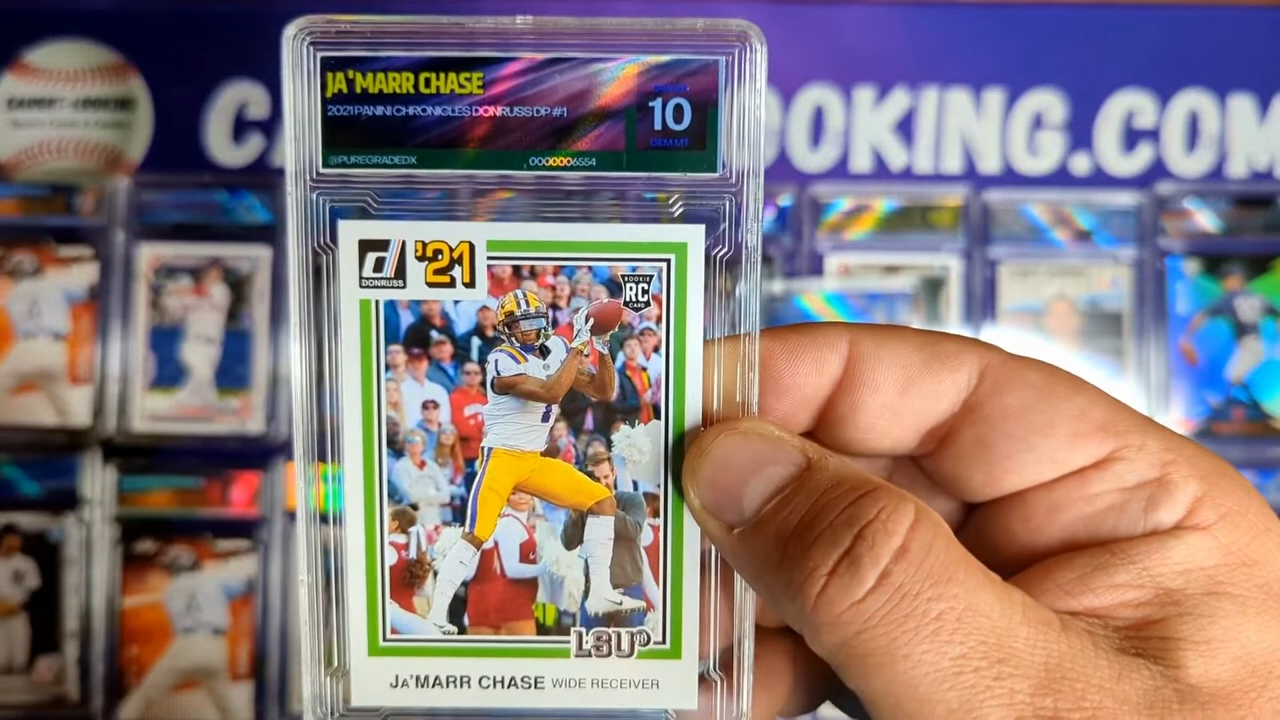 OOKING.COM
JA'MARR CHASE
2021 PANINI CHRONICLES DONRUSS DP #1
10
GEM MT
@PUREGRADEDX
0000006554
DONRUSS
'21
ROOKIE
RC
CARD
1
LSU
JA'MARR CHASE WIDE RECEIVER